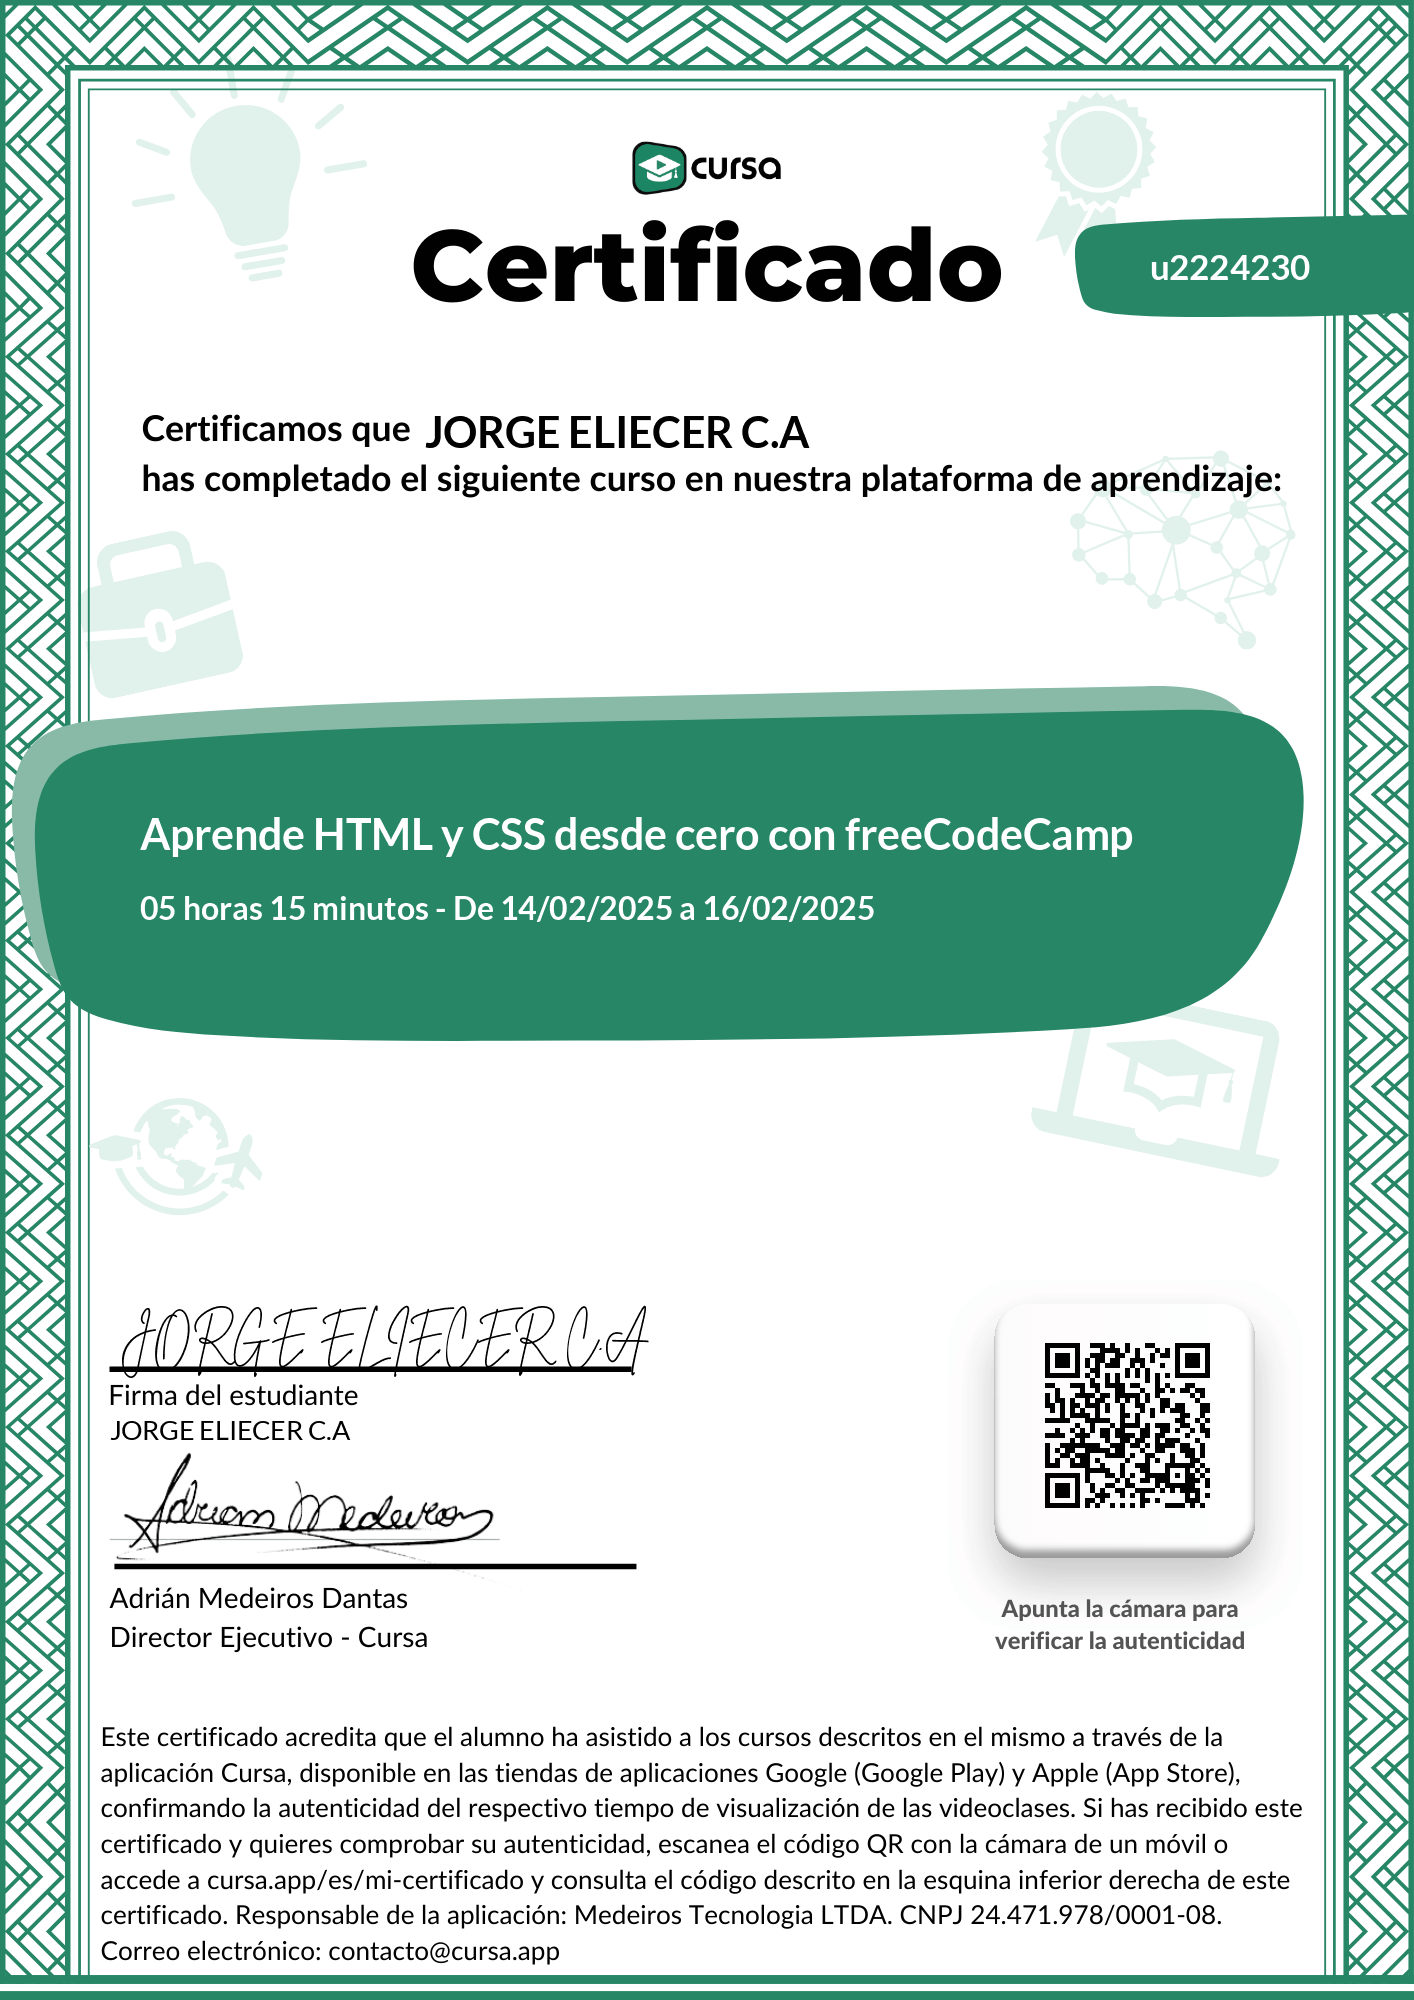 cursa
Certificado
u2224230
Certificamos que JORGE ELIECER C.A
has completado el siguiente curso en nuestra plataforma de aprendizaje:
Aprende HTML y CSS desde cero con freeCodeCamp
05 horas 15 minutos - De 14/02/2025 a 16/02/2025
JORGE ELIECER C.A
Firma del estudiante
JORGE ELIECER C.A
Adrian Medeiros
Adrián Medeiros Dantas
Director Ejecutivo - Cursa
Apunta la cámara para
verificar la autenticidad
Este certificado acredita que el alumno ha asistido a los cursos descritos en el mismo a través de la
aplicación Cursa, disponible en las tiendas de aplicaciones Google (Google Play) y Apple (App Store),
confirmando la autenticidad del respectivo tiempo de visualización de las videoclases. Si has recibido este
certificado y quieres comprobar su autenticidad, escanea el código QR con la cámara de un móvil o
accede a cursa.app/es/mi-certificado y consulta el código descrito en la esquina inferior derecha de este
certificado. Responsable de la aplicación: Medeiros Tecnologia LTDA. CNPJ 24.471.978/0001-08.
Correo electrónico: contacto@cursa.app